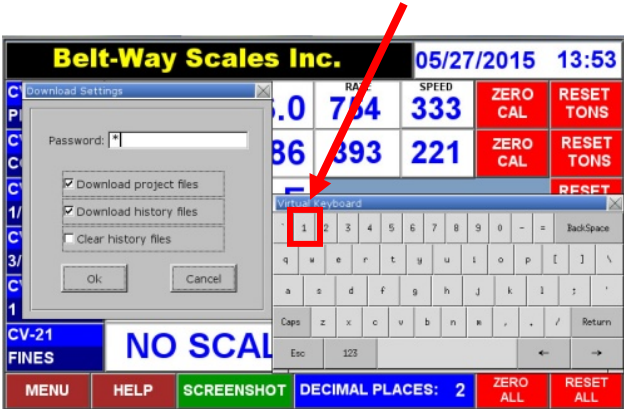 Belt-Way Scales Inc. 05/27/2015 13:53
Download Settings
Password: *
Download project files
Download history files
Clear history files
Ok Cancel
RATE SPEED
.0 754 333 ZERO CAL RESET TONS
86 393 221 ZERO CAL RESET TONS
RESET
1/
3/
1
Virtual Keyboard
` 1 2 3 4 5 6 7 8 9 0 - = BackSpace
q w e r t y u i o p [ ] \
a s d f g h j k l ; '
Caps z x c v b n m , . / Return
Esc 123 ← →
CV-21
FINES
NO SCAL
MENU HELP SCREENSHOT DECIMAL PLACES: 2 ZERO ALL RESET ALL